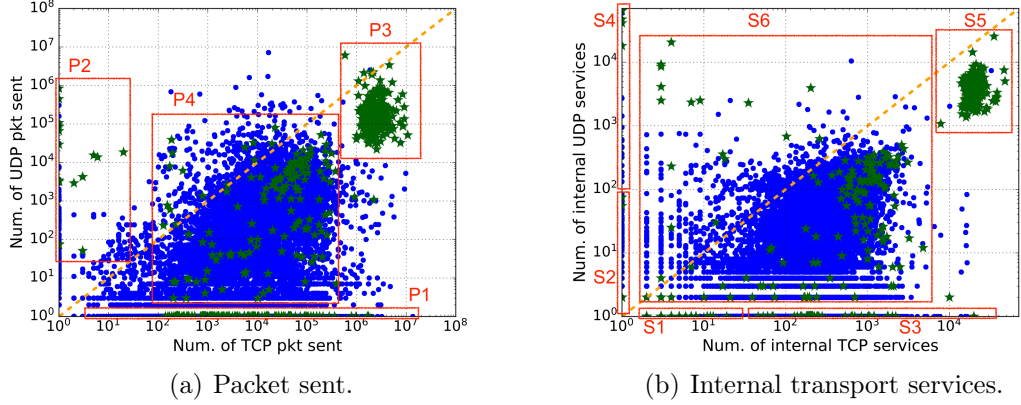 10^8
10^7
10^6
10^5
10^4
10^3
10^2
10^1
10^0
Num. of UDP pkt sent
P2
P3
P4
P1
10^0 10^1 10^2 10^3 10^4 10^5 10^6 10^7 10^8
Num. of TCP pkt sent
(a) Packet sent.
10^4
10^3
10^2
10^1
10^0
Num. of internal UDP services
S4
S6
S5
S2
S1
S3
10^0 10^1 10^2 10^3 10^4
Num. of internal TCP services
(b) Internal transport services.